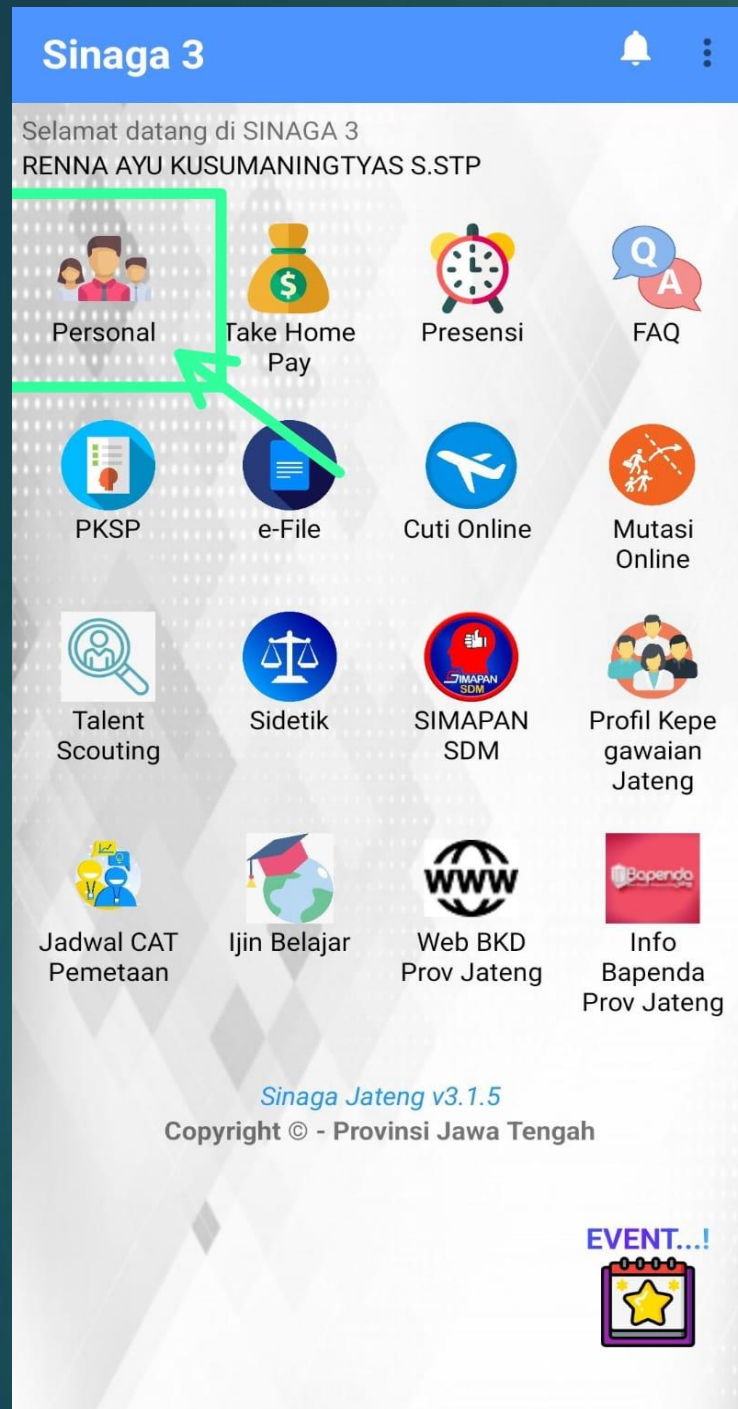 Sinaga 3
Selamat datang di SINAGA 3
RENNA AYU KUSUMANINGTYAS S.STP
Personal
Take Home
Pay
Presensi
Q
A
FAQ
PKSP
e-File
Cuti Online
Mutasi
Online
Talent
Scouting
Sidetik
SIMAPAN
SDM
SIMAPAN
SDM
Profil Kepe
gawaian
Jateng
Jadwal CAT
Pemetaan
Ijin Belajar
WWW
Web BKD
Prov Jateng
Bapenda
Info
Bapenda
Prov Jateng
Sinaga Jateng v3.1.5
Copyright © - Provinsi Jawa Tengah
EVENT...!